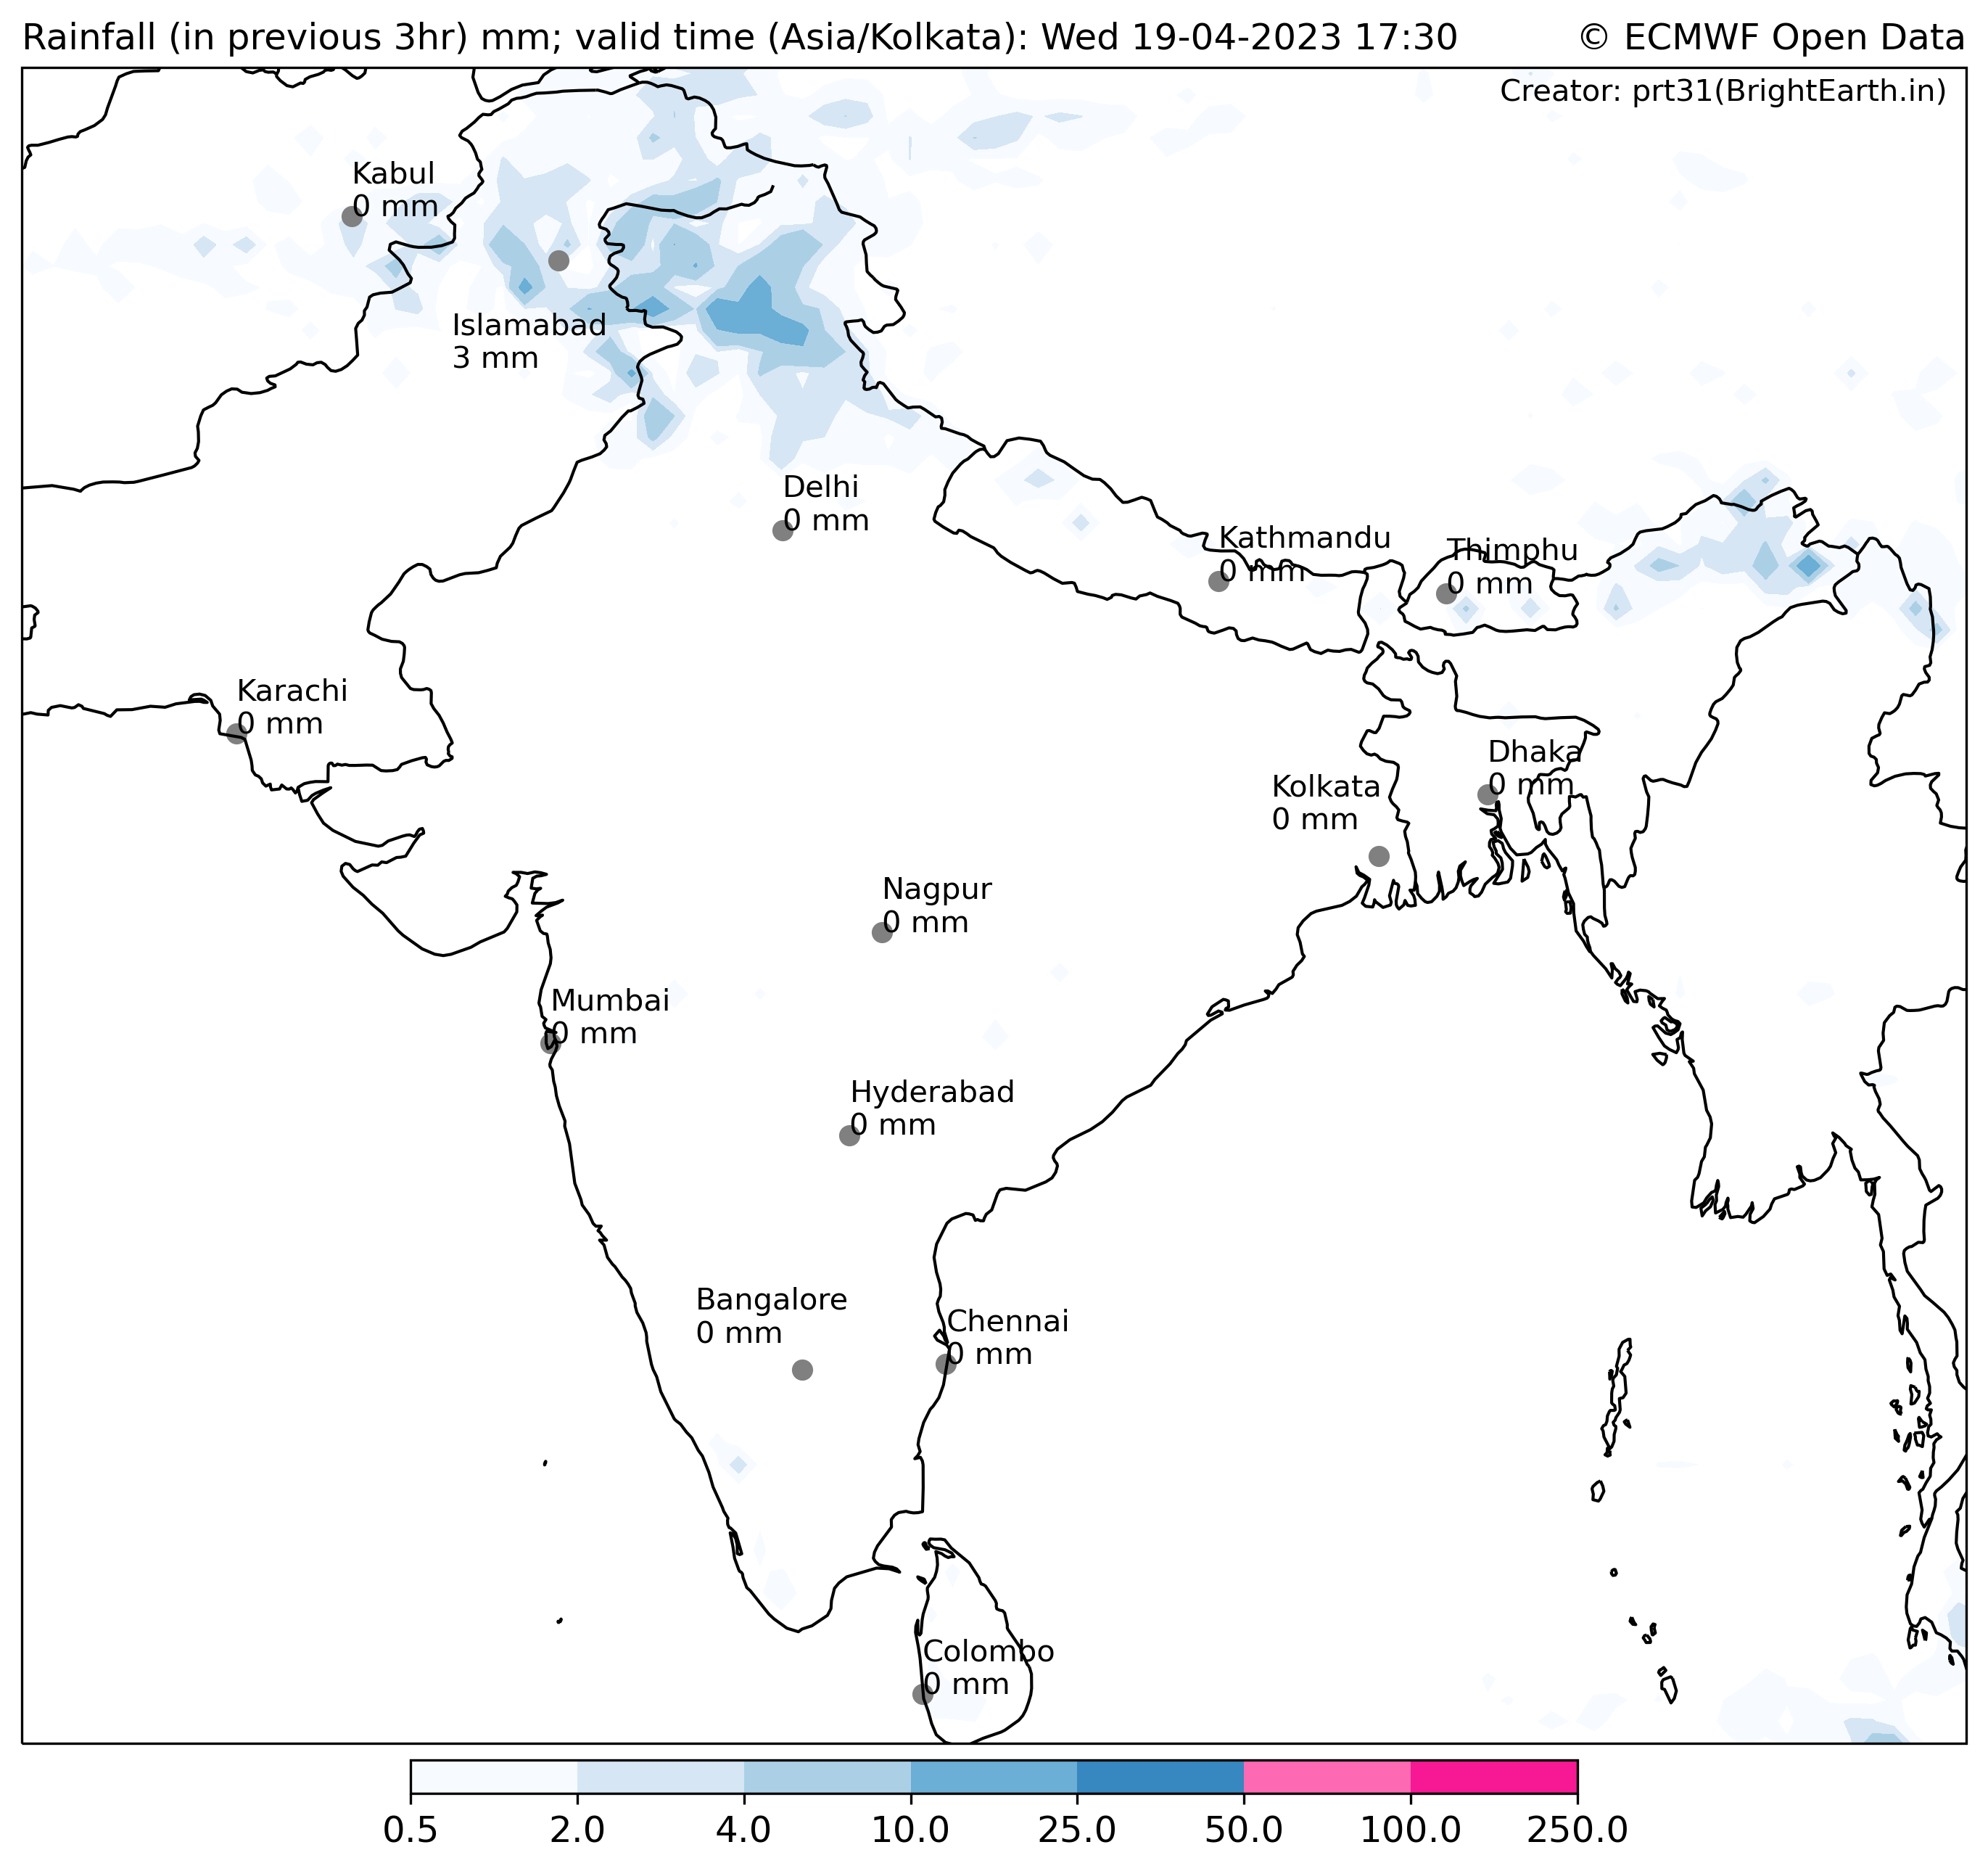 Rainfall (in previous 3hr) mm; valid time (Asia/Kolkata): Wed 19-04-2023 17:30
© ECMWF Open Data
Creator: prt31(BrightEarth.in)
Kabul
0 mm
Islamabad
3 mm
Delhi
0 mm
Kathmandu
0 mm
Thimphu
0 mm
Karachi
0 mm
Dhaka
0 mm
Kolkata
0 mm
Nagpur
0 mm
Mumbai
0 mm
Hyderabad
0 mm
Bangalore
0 mm
Chennai
0 mm
Colombo
0 mm
0.5 2.0 4.0 10.0 25.0 50.0 100.0 250.0